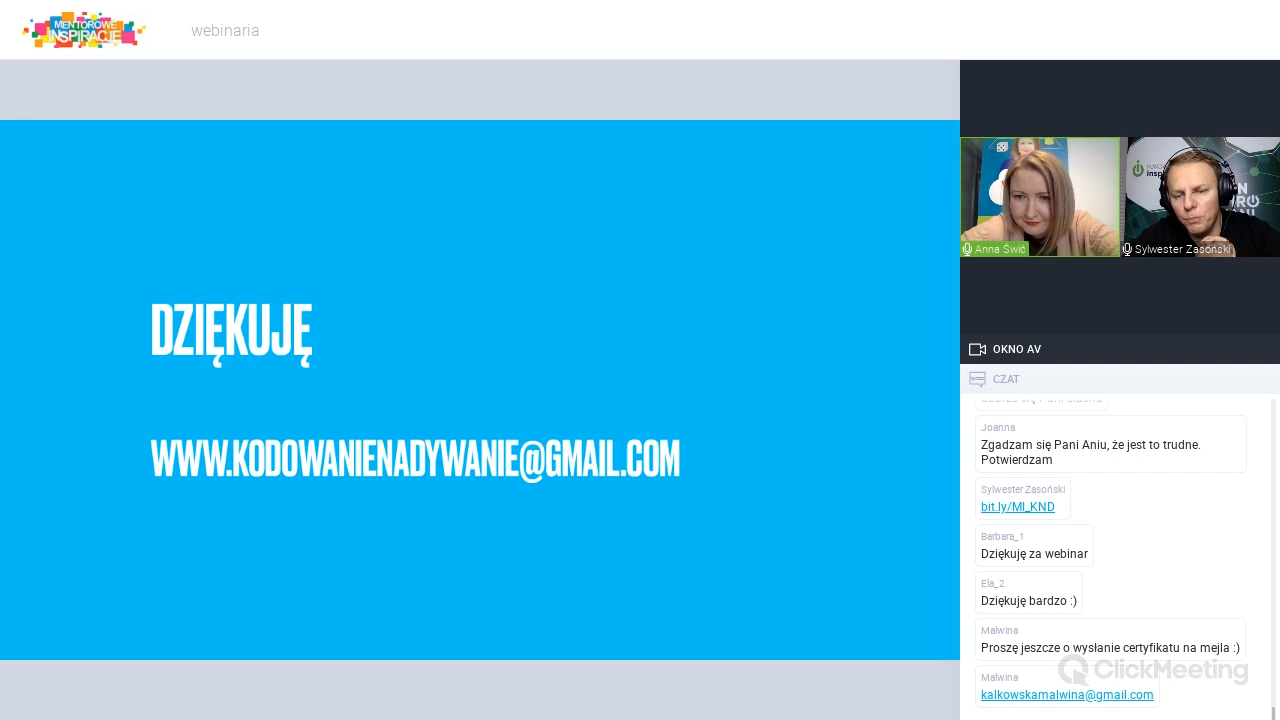 MENTOROWE
INSPIRACJE
webinaria
DZIĘKUJĘ
WWW.KODOWANIENADYWANIE@GMAIL.COM
Anna Świć
Sylwester Zasoński
OKNO AV
CZAT
Joanna
Zgadzam się Pani Aniu, że jest to trudne.
Potwierdzam
Sylwester Zasoński
bit.ly/MI_KND
Barbara_1
Dziękuję za webinar
Ela_2
Dziękuję bardzo :)
Malwina
Proszę jeszcze o wysłanie certyfikatu na mejla :)
Malwina
kalkowskamalwina@gmail.com
ClickMeeting